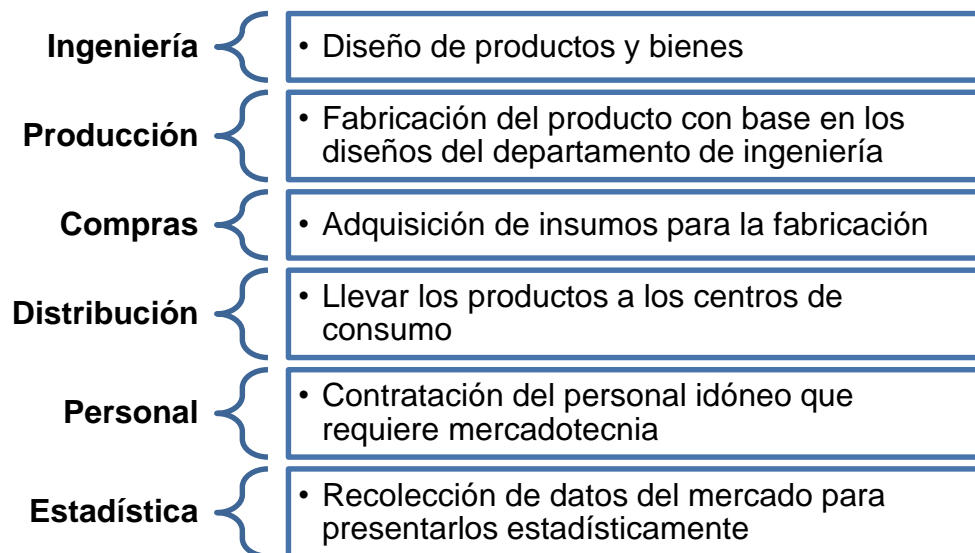 Ingeniería
• Diseño de productos y bienes
Producción
• Fabricación del producto con base en los
diseños del departamento de ingeniería
Compras
• Adquisición de insumos para la fabricación
Distribución
• Llevar los productos a los centros de
consumo
Personal
• Contratación del personal idóneo que
requiere mercadotecnia
Estadística
• Recolección de datos del mercado para
presentarlos estadísticamente